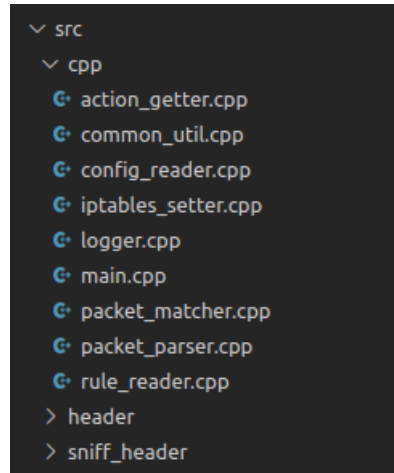 src
cpp
action_getter.cpp
common_util.cpp
config_reader.cpp
iptables_setter.cpp
logger.cpp
main.cpp
packet_matcher.cpp
packet_parser.cpp
rule_reader.cpp
header
sniff_header